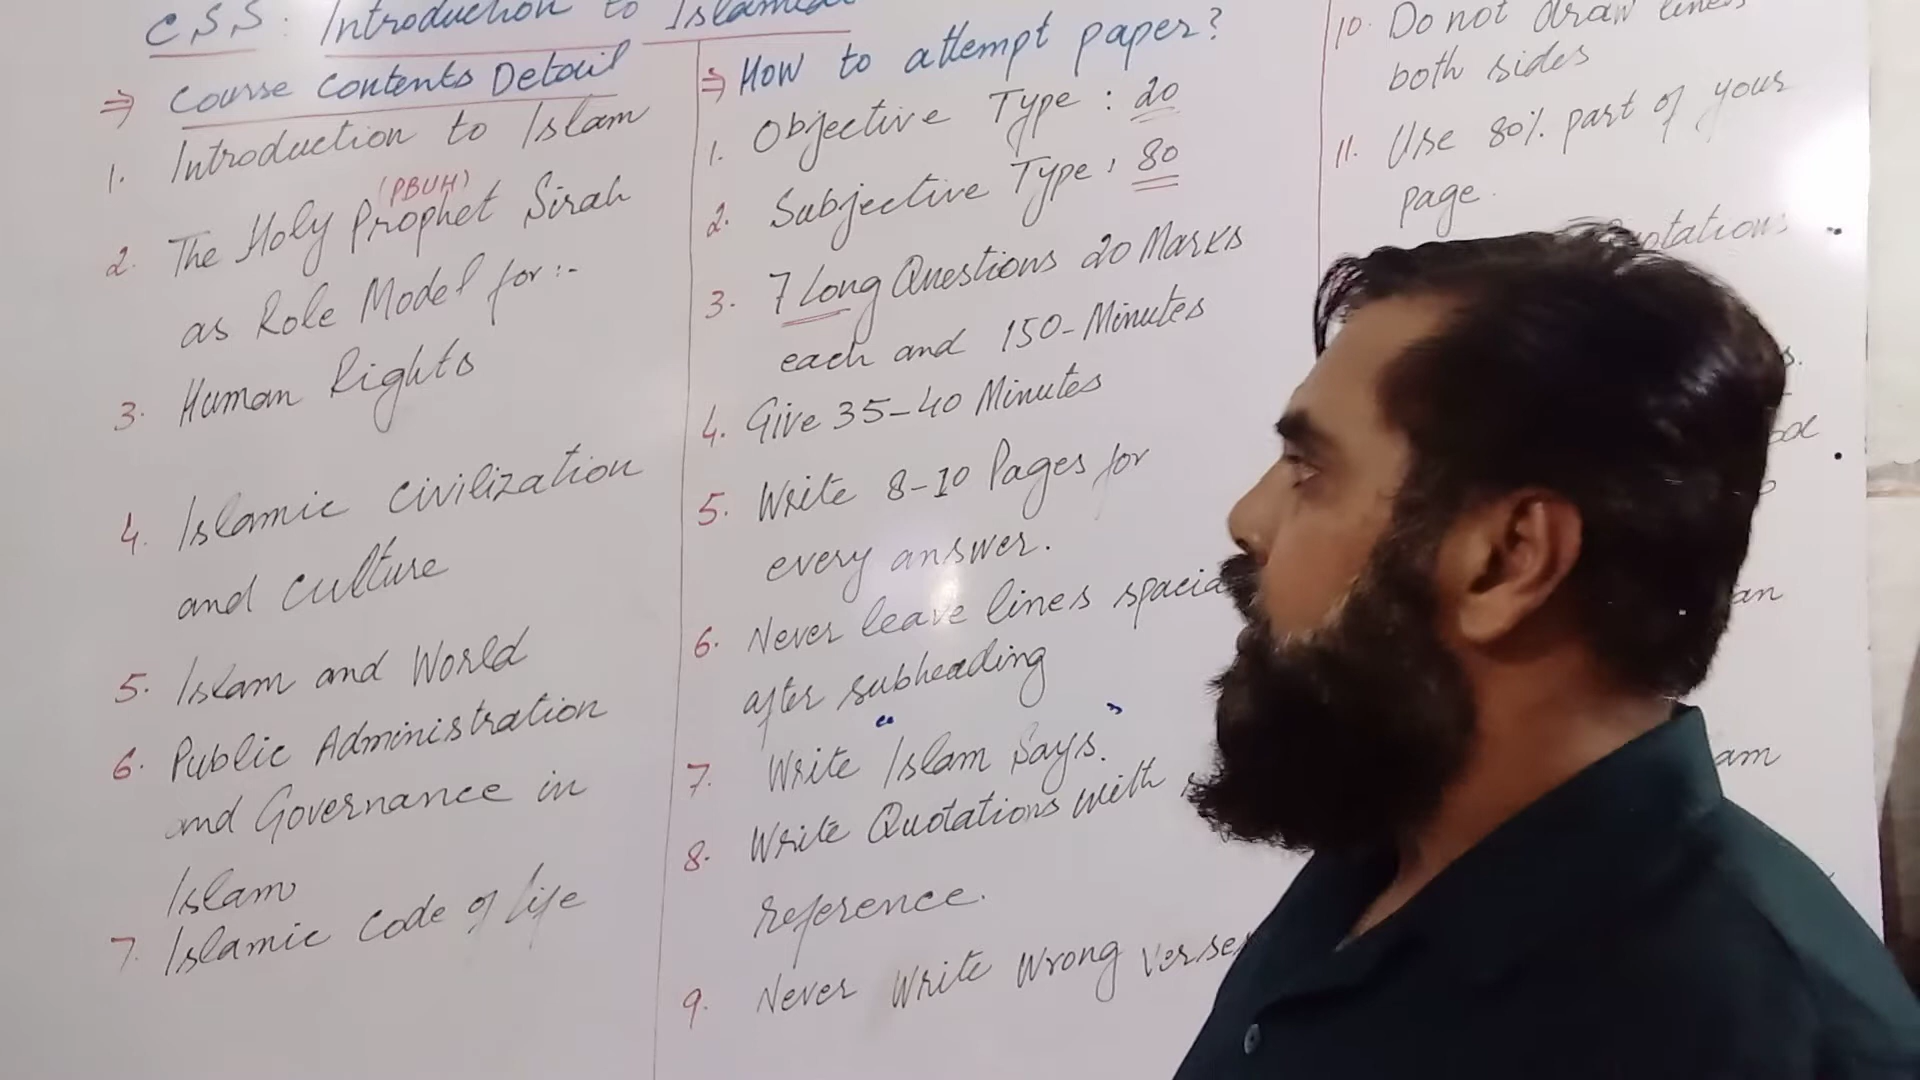 CSS: Introduction to
⇒ Course Contents Detail
1. Introduction to Islam
(PBUH)
2. The Holy Prophet Sirah
as Role Model for :-
3. Human Rights
4. Islamic civilization
and culture
5. Islam and World
6. Public Administration
and Governance in
Islam
7. Islamic Code of life
⇒ How to attempt paper?
1. Objective Type : 20
2. Subjective Type , 80
3. 7 Long Questions 20 Marks
each and 150-Minutes
4. Give 35-40 Minutes
5. Write 8-10 Pages for
every answer.
6. Never leave lines
after subheading
7. Write "Islam Says."
8. Write Quotations with
reference.
9. Never Write Wrong
10. Do not draw lines
both sides
11. Use 80% part of your
page.